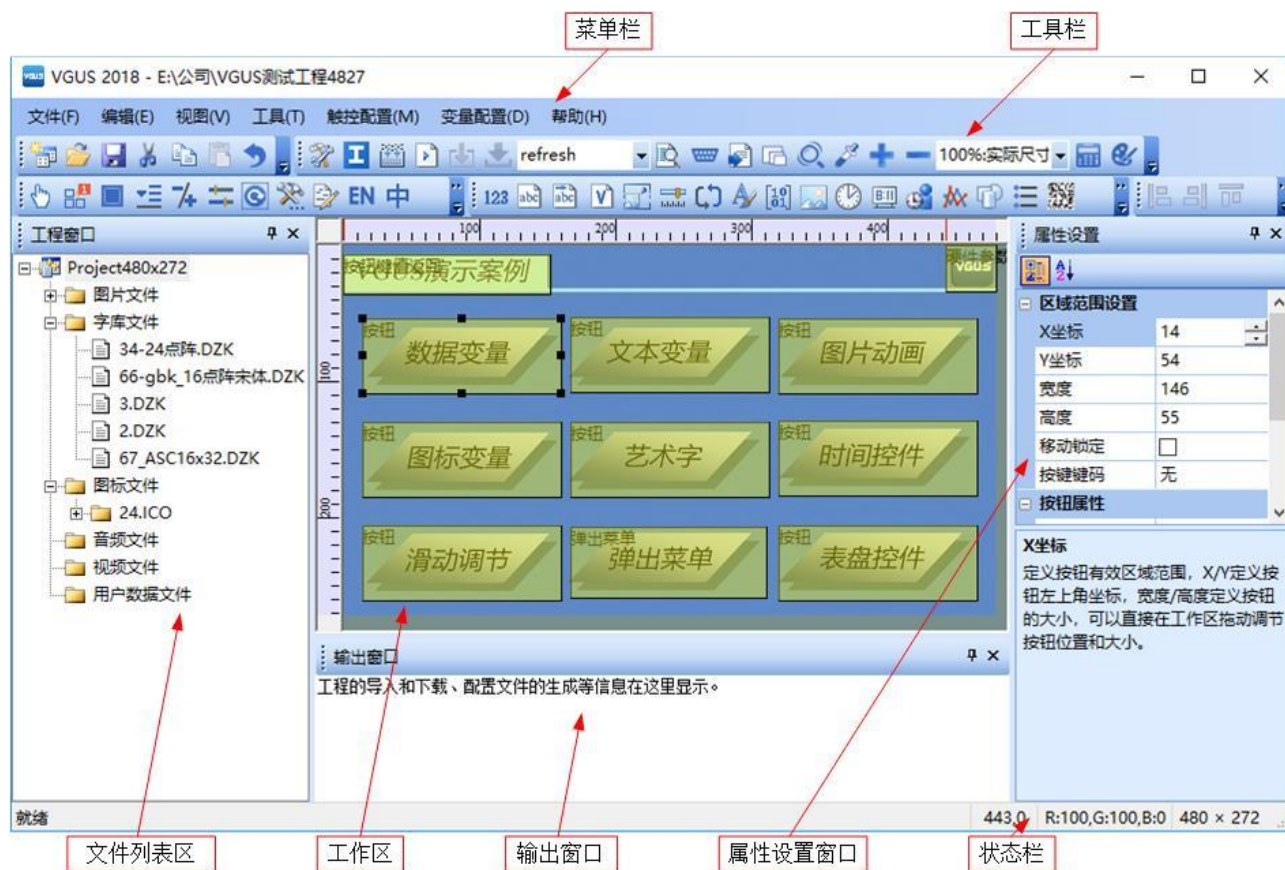 菜单栏
工具栏
VGUS 2018 - E:\公司\VGUS测试工程4827
文件(F) 编辑(E) 视图(V) 工具(T) 触控配置(M) 变量配置(D) 帮助(H)
refresh
100%:实际尺寸
EN 中 123 abc abc V
工程窗口
Project480x272
图片文件
字库文件
34-24点阵.DZK
66-gbk_16点阵宋体.DZK
3.DZK
2.DZK
67_ASC16x32.DZK
图标文件
24.ICO
音频文件
视频文件
用户数据文件
100 200 300 400
100
200
VGUS演示案例
VGUS
按钮 数据变量
按钮 文本变量
按钮 图片动画
按钮 图标变量
按钮 艺术字
按钮 时间控件
按钮 滑动调节
弹出菜单 弹出菜单
按钮 表盘控件
输出窗口
工程的导入和下载、配置文件的生成等信息在这里显示。
属性设置
区域范围设置
X坐标 14
Y坐标 54
宽度 146
高度 55
移动锁定
按键键码 无
按钮属性
X坐标
定义按钮有效区域范围，X/Y定义按
钮左上角坐标，宽度/高度定义按钮
的大小，可以直接在工作区拖动调节
按钮位置和大小。
就绪
443,0 R:100,G:100,B:0 480 × 272
文件列表区
工作区
输出窗口
属性设置窗口
状态栏